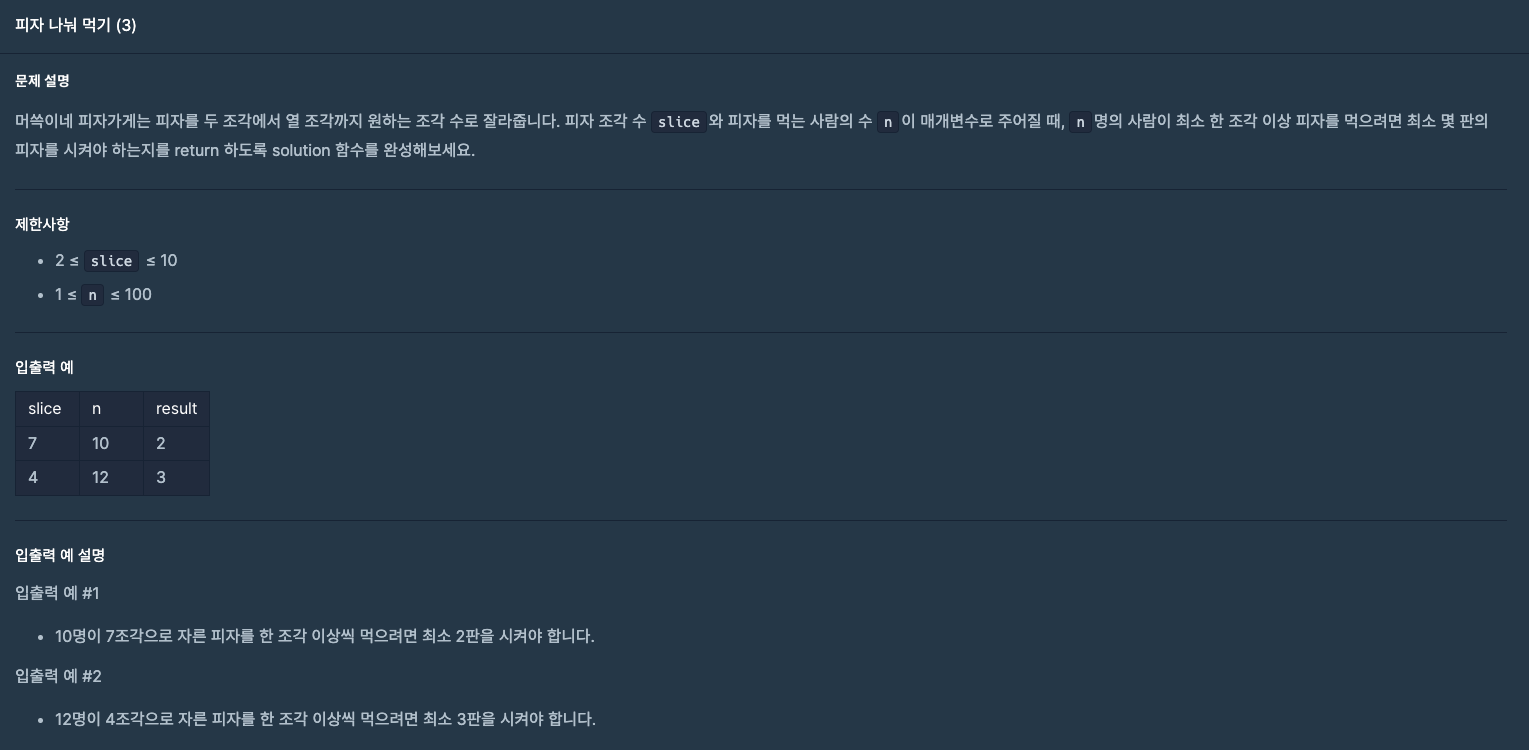 피자 나눠 먹기 (3)
문제 설명
머쓱이네 피자가게는 피자를 두 조각에서 열 조각까지 원하는 조각 수로 잘라줍니다. 피자 조각 수 slice와 피자를 먹는 사람의 수 n이 매개변수로 주어질 때, n명의 사람이 최소 한 조각 이상 피자를 먹으려면 최소 몇 판의
피자를 시켜야 하는지를 return 하도록 solution 함수를 완성해보세요.
제한사항
• 2 ≤ slice ≤ 10
• 1 ≤ n ≤ 100
입출력 예
slice n result
7 10 2
4 12 3
입출력 예 설명
입출력 예 #1
• 10명이 7조각으로 자른 피자를 한 조각 이상씩 먹으려면 최소 2판을 시켜야 합니다.
입출력 예 #2
• 12명이 4조각으로 자른 피자를 한 조각 이상씩 먹으려면 최소 3판을 시켜야 합니다.